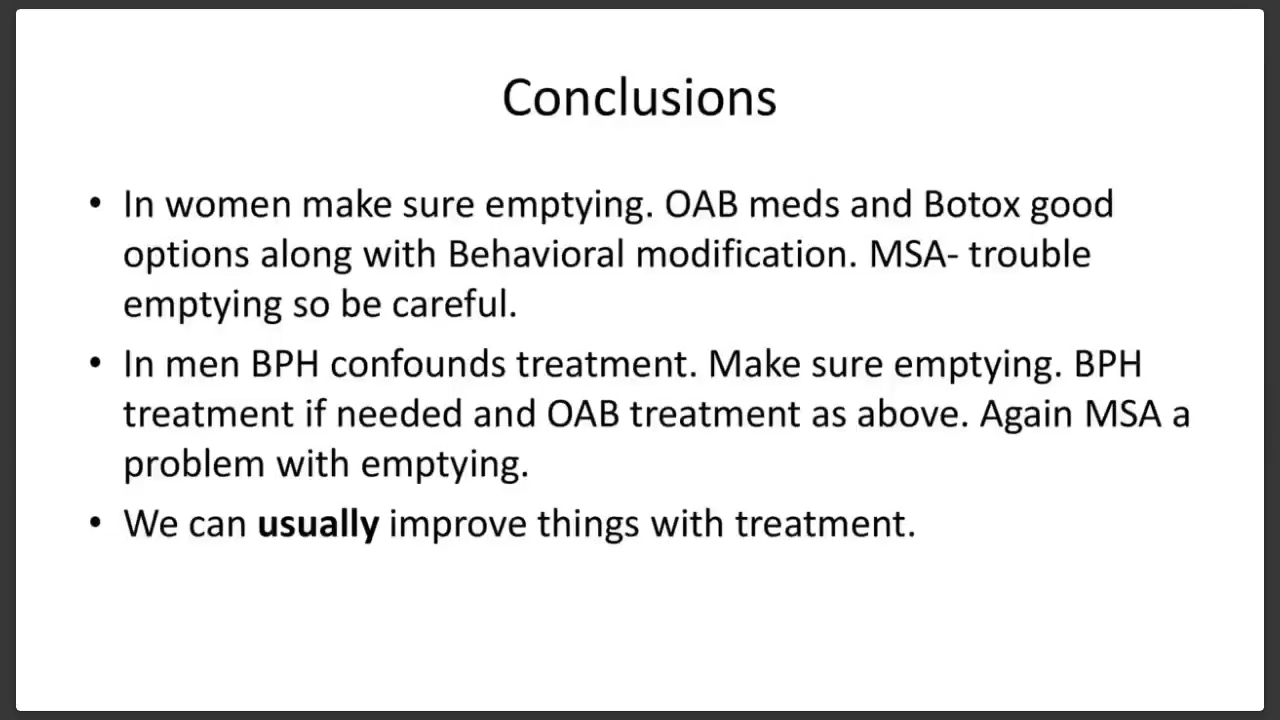 Conclusions
• In women make sure emptying. OAB meds and Botox good
options along with Behavioral modification. MSA- trouble
emptying so be careful.
• In men BPH confounds treatment. Make sure emptying. BPH
treatment if needed and OAB treatment as above. Again MSA a
problem with emptying.
• We can usually improve things with treatment.